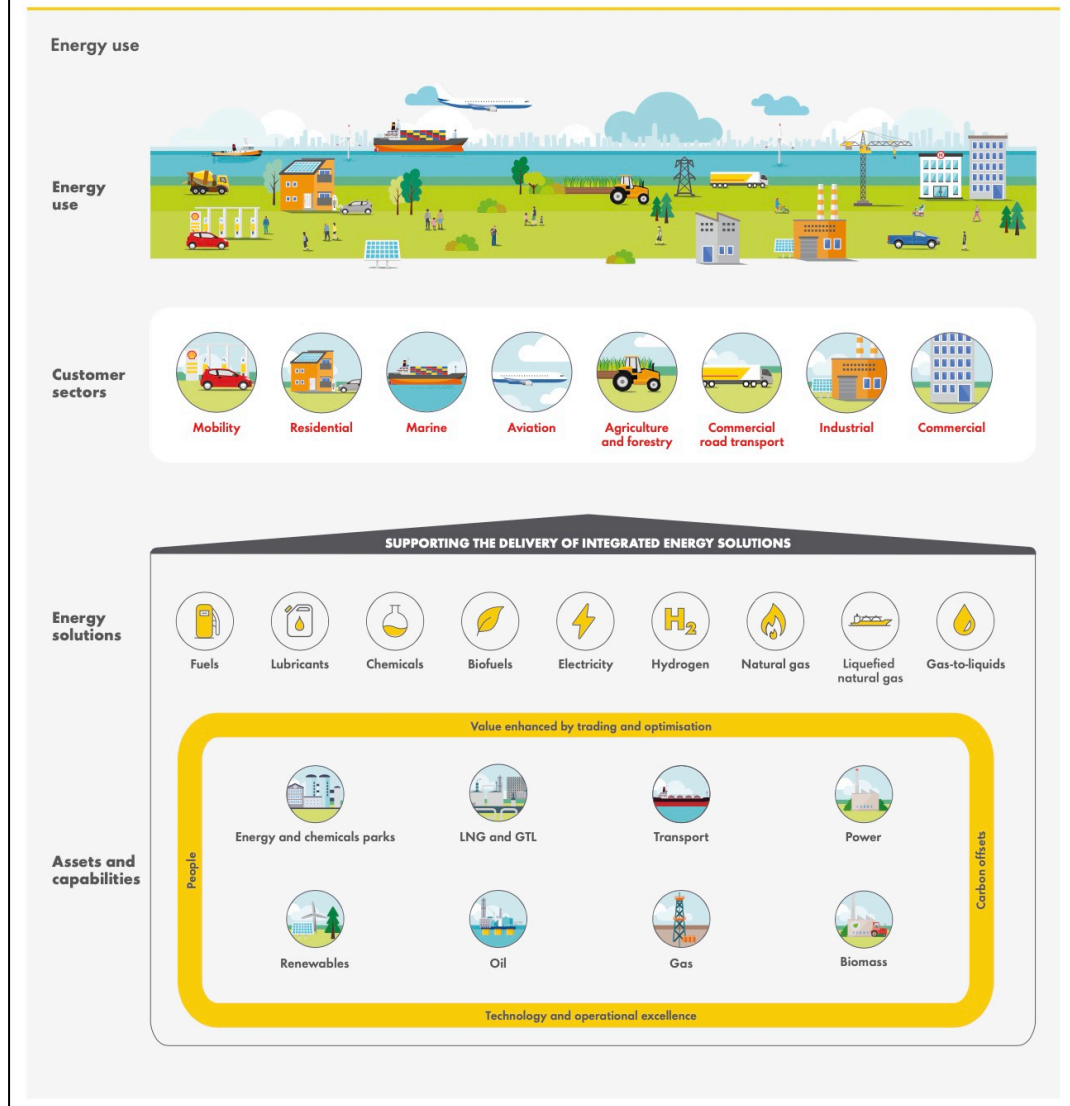 Energy use
Energy
use
Customer
sectors
Mobility
Residential
Marine
Aviation
Agriculture
and forestry
Commercial
road transport
Industrial
Commercial
SUPPORTING THE DELIVERY OF INTEGRATED ENERGY SOLUTIONS
Energy
solutions
Fuels
Lubricants
Chemicals
Biofuels
Electricity
H2
Hydrogen
Natural gas
Liquefied
natural gas
Gas-to-liquids
Value enhanced by trading and optimisation
Assets and
capabilities
People
Energy and chemicals parks
LNG and GTL
Transport
Power
Renewables
Oil
Gas
Biomass
Carbon offsets
Technology and operational excellence